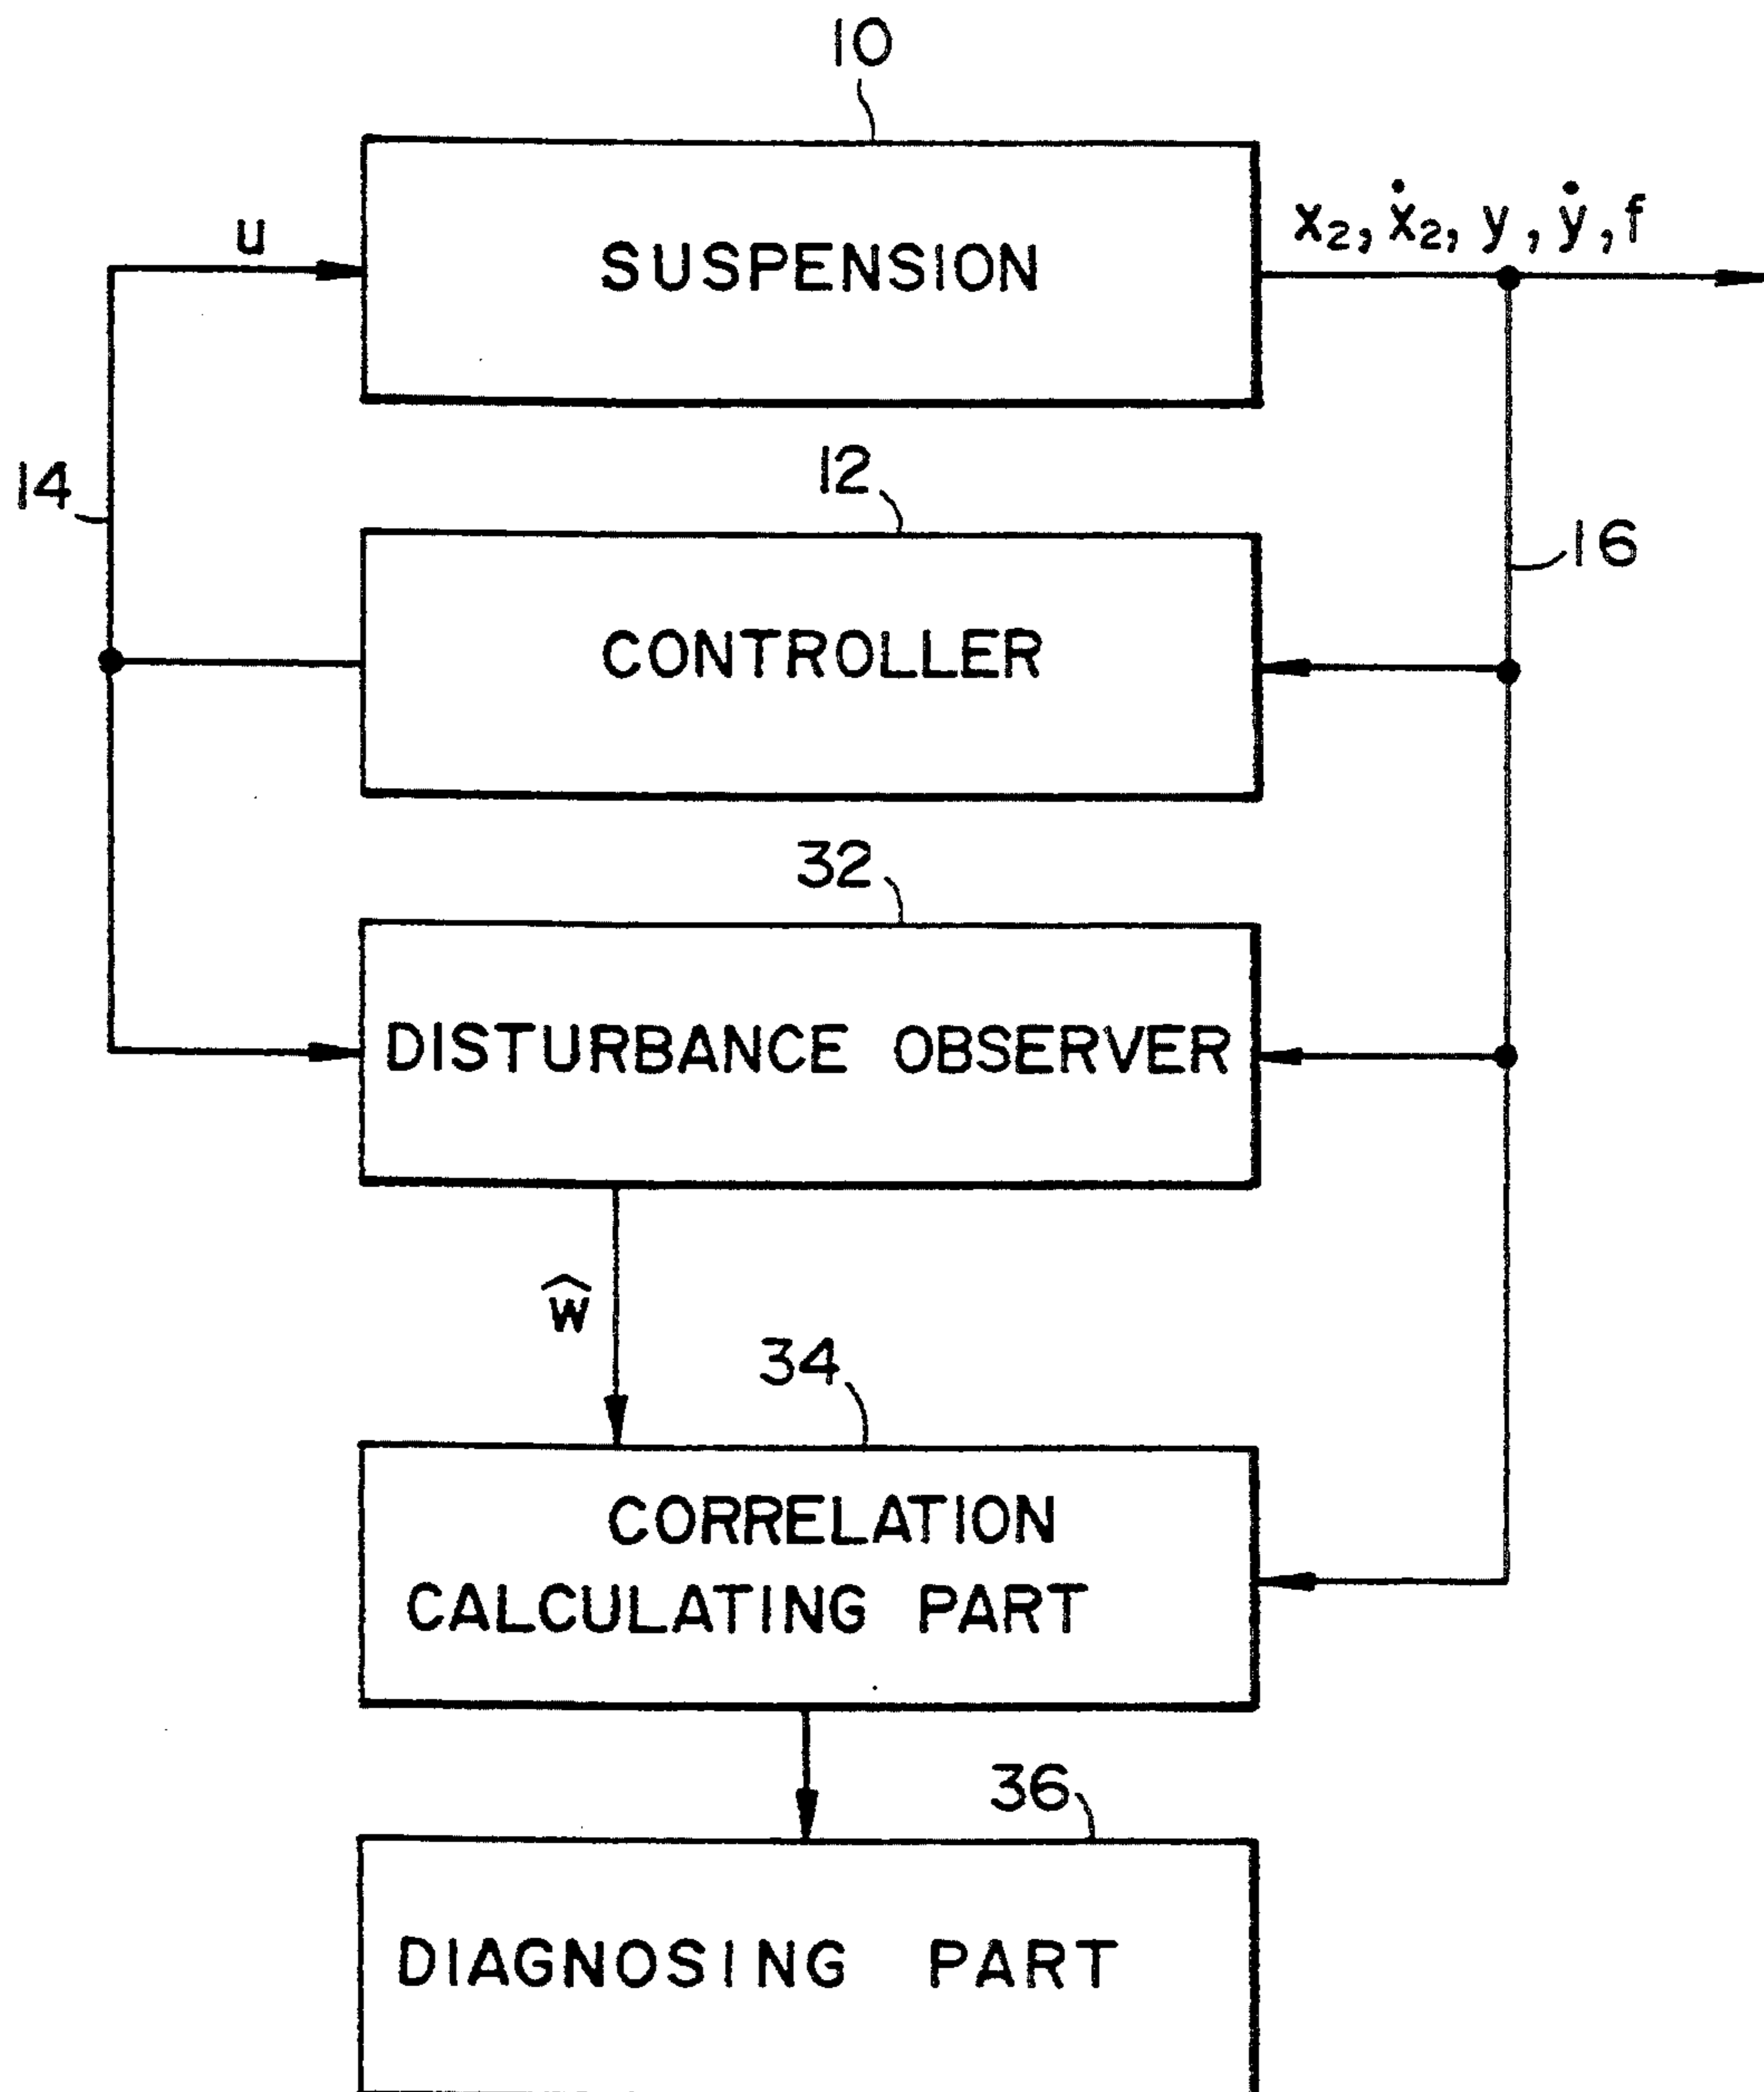 10
u
SUSPENSION
x₂, ẋ₂, y, ẏ, f
14
12
16
CONTROLLER
32
DISTURBANCE OBSERVER
ŵ
34
CORRELATION
CALCULATING PART
36
DIAGNOSING PART